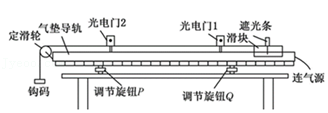 光电门2 光电门1 遮光条
气垫导轨 滑块
定滑轮
钩码 连气源
调节旋钮P 调节旋钮Q